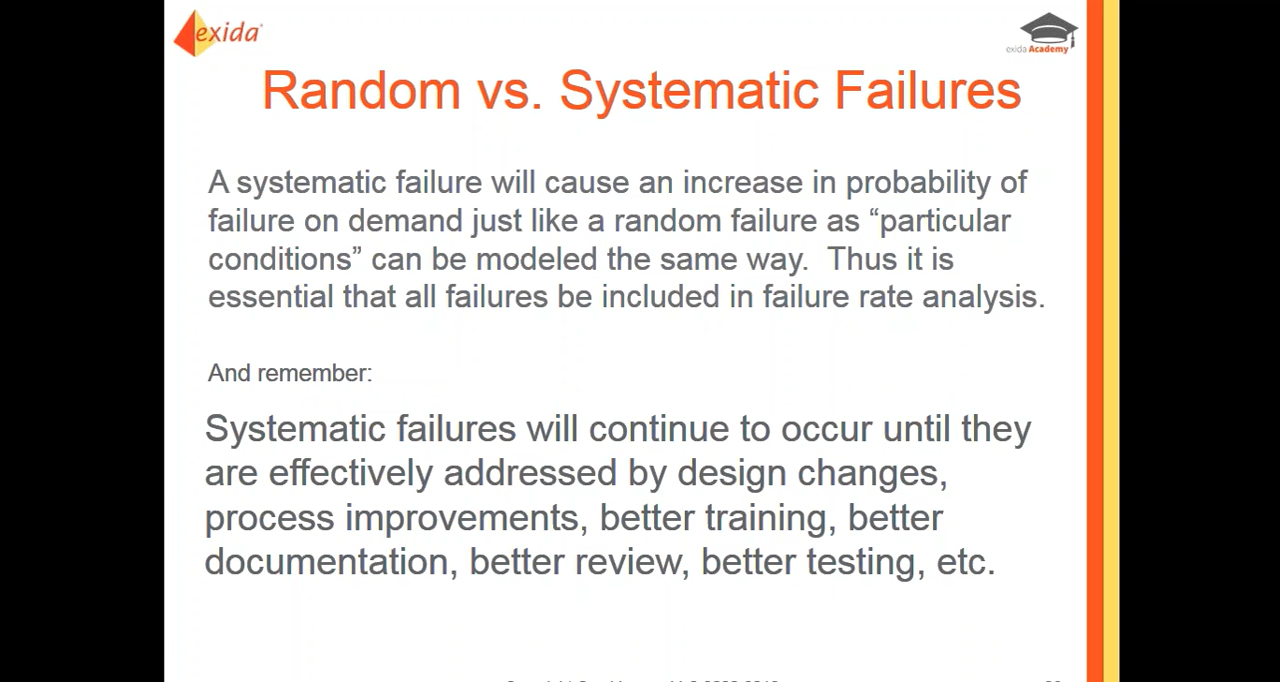 exida
exida Academy
Random vs. Systematic Failures
A systematic failure will cause an increase in probability of
failure on demand just like a random failure as “particular
conditions” can be modeled the same way.  Thus it is
essential that all failures be included in failure rate analysis.
And remember:
Systematic failures will continue to occur until they
are effectively addressed by design changes,
process improvements, better training, better
documentation, better review, better testing, etc.